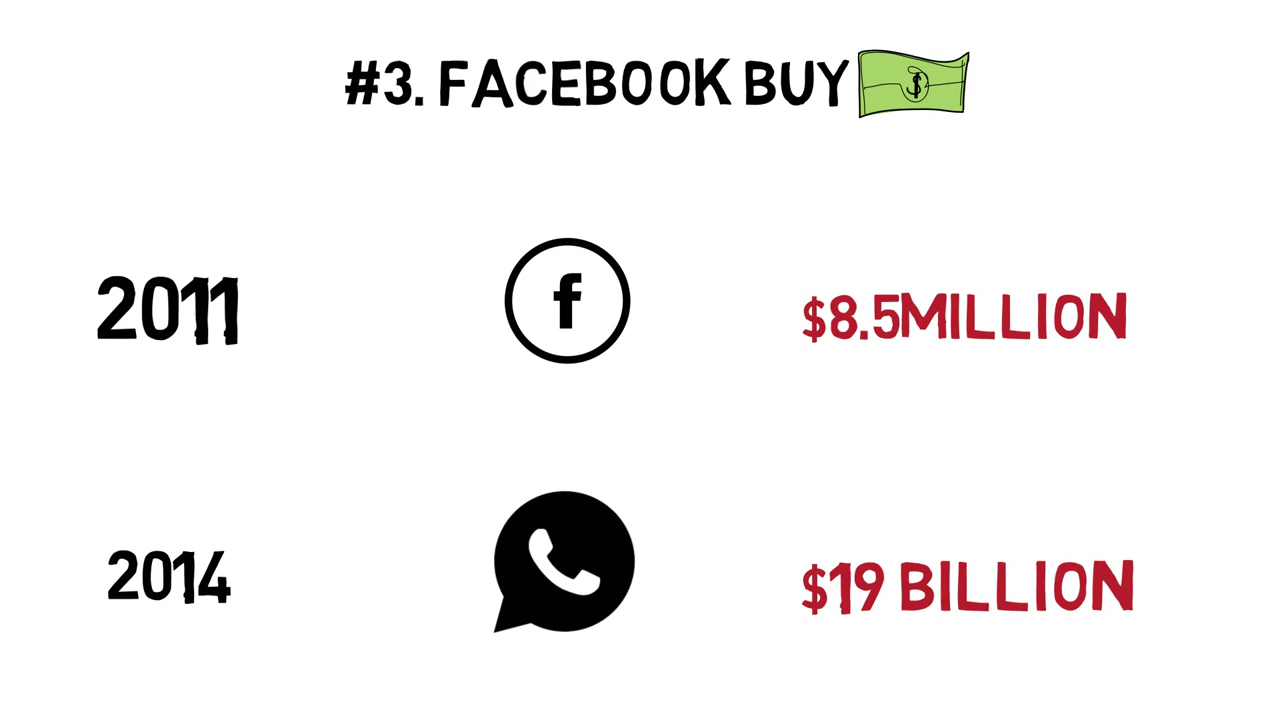 #3. FACEBOOK BUY
$
2011
f
$8.5MILLION
2014
$19 BILLION